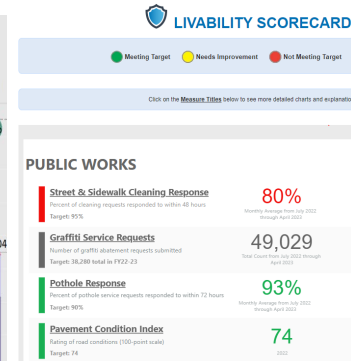 LIVABILITY SCORECARD
Meeting Target Needs Improvement Not Meeting Target
Click on the Measure Titles below to see more detailed charts and
PUBLIC WORKS
Street & Sidewalk Cleaning Response
Percent of cleaning requests responded to within 48 hours
Target: 95%
80%
Monthly Average from July 2022
through April 2023
Graffiti Service Requests
Number of graffiti abatement requests submitted
Target: 38,280 total in FY22-23
49,029
Total Count from July 2022 through
April 2023
Pothole Response
Percent of pothole service requests responded to within 72 hours
Target: 90%
93%
Monthly Average from July 2022
through April 2023
Pavement Condition Index
Rating of road conditions (100-point scale)
Target: 74
74
2022